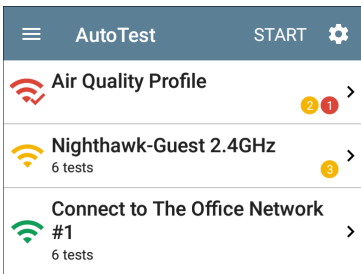 AutoTest START
Air Quality Profile
2 1
Nighthawk-Guest 2.4GHz
6 tests
3
Connect to The Office Network
#1
6 tests